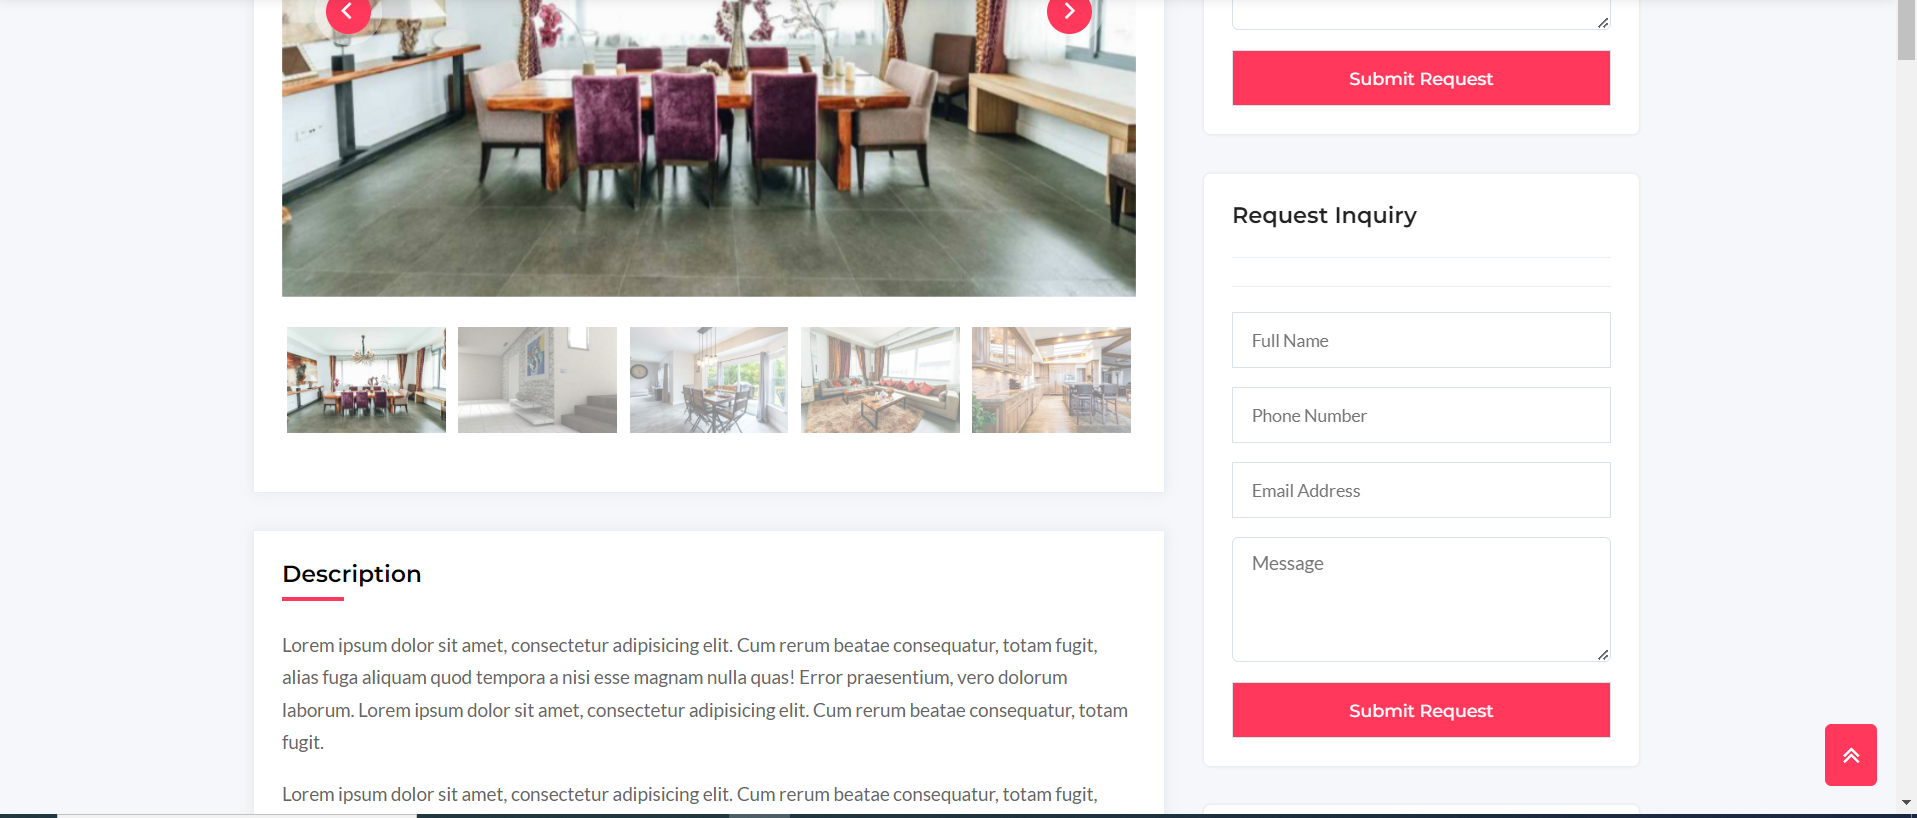 Submit Request
Request Inquiry
Full Name
Phone Number
Email Address
Message
Submit Request
Description
Lorem ipsum dolor sit amet, consectetur adipisicing elit. Cum rerum beatae consequatur, totam fugit,
alias fuga aliquam quod tempora a nisi esse magnam nulla quas! Error praesentium, vero dolorum
laborum. Lorem ipsum dolor sit amet, consectetur adipisicing elit. Cum rerum beatae consequatur, totam
fugit.
Lorem ipsum dolor sit amet, consectetur adipisicing elit. Cum rerum beatae consequatur, totam fugit,